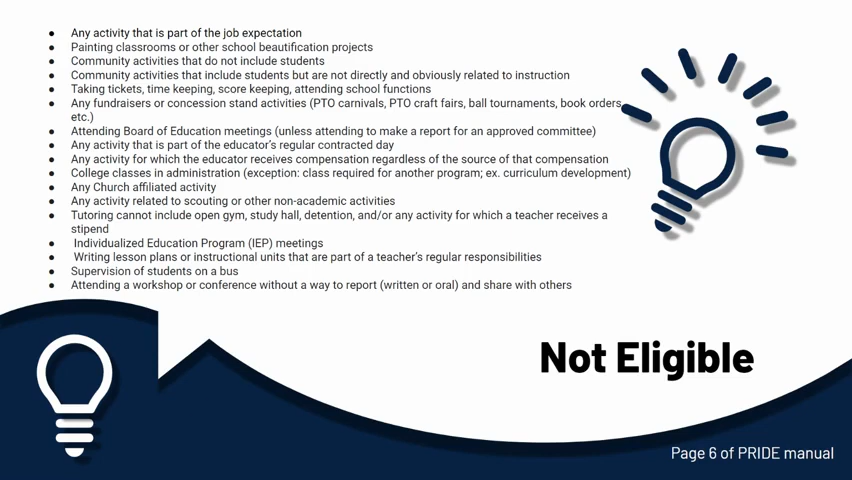 ● Any activity that is part of the job expectation
● Painting classrooms or other school beautification projects
● Community activities that do not include students
● Community activities that include students but are not directly and obviously related to instruction
● Taking tickets, time keeping, score keeping, attending school functions
● Any fundraisers or concession stand activities (PTO carnivals, PTO craft fairs, ball tournaments, book orders,
etc.)
● Attending Board of Education meetings (unless attending to make a report for an approved committee)
● Any activity that is part of the educator's regular contracted day
● Any activity for which the educator receives compensation regardless of the source of that compensation
● College classes in administration (exception: class required for another program; ex. curriculum development)
● Any Church affiliated activity
● Any activity related to scouting or other non-academic activities
● Tutoring cannot include open gym, study hall, detention, and/or any activity for which a teacher receives a
stipend
● Individualized Education Program (IEP) meetings
● Writing lesson plans or instructional units that are part of a teacher's regular responsibilities
● Supervision of students on a bus
● Attending a workshop or conference without a way to report (written or oral) and share with others
Not Eligible
Page 6 of PRIDE manual